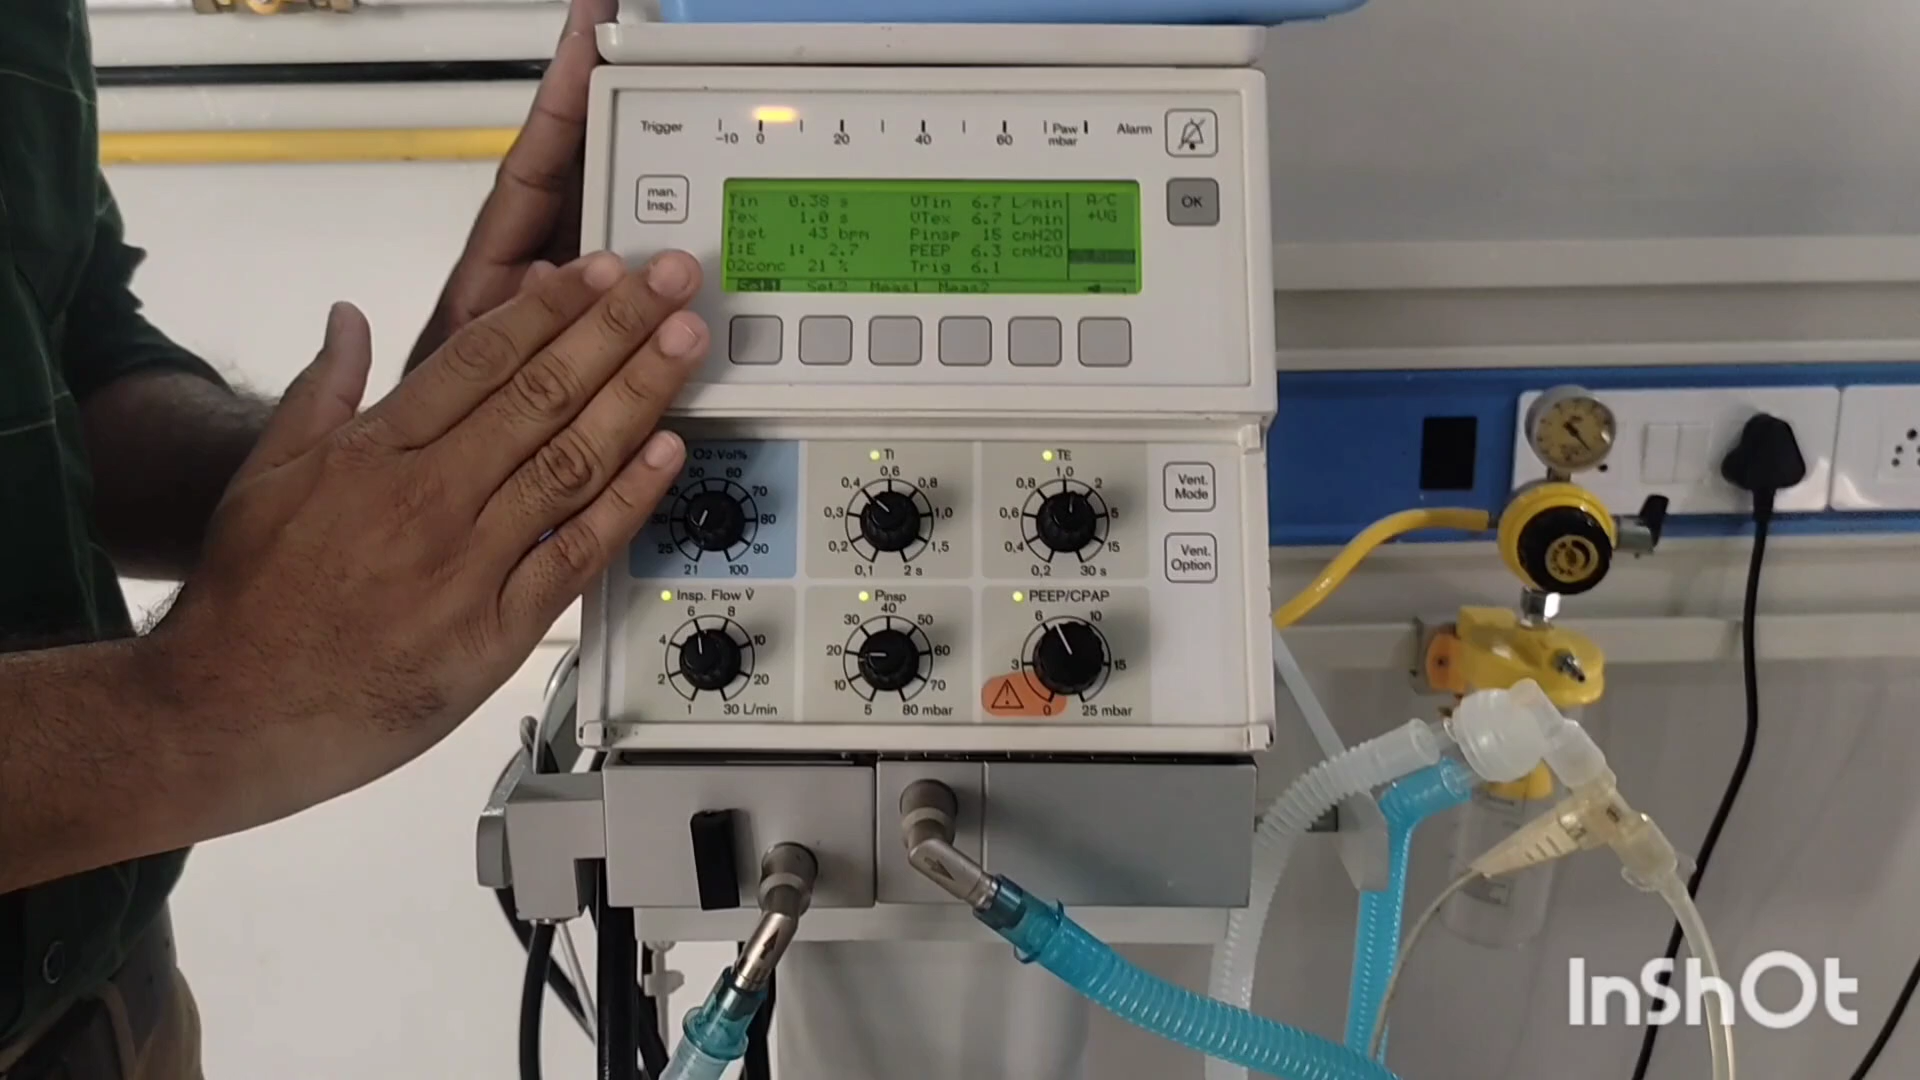 Trigger
-10 0 20 40 60 Paw mbar
Alarm
man. Insp.
Tin 0.38 s VTin 6.7 L/min A/C
Tex 1.0 s VTex 6.7 L/min +VG
fset 43 bpm Pinsp 15 cmH2O
I:E 1: 2.7 PEEP 6.3 cmH2O
O2conc 21 % Trig 6.1
Set1 Set2 Meas1 Meas2
OK
O2-Vol%
21 25 30 50 60 70 80 90 100
TI
0,1 0,2 0,3 0,4 0,6 0,8 1,0 1,5 2 s
TE
0,2 0,4 0,6 0,8 1,0 2 5 15 30 s
Vent. Mode
Vent. Option
Insp. Flow V̇
1 2 4 6 8 10 20 30 L/min
Pinsp
5 10 20 30 40 50 60 70 80 mbar
PEEP/CPAP
0 3 6 10 15 25 mbar
InShOt